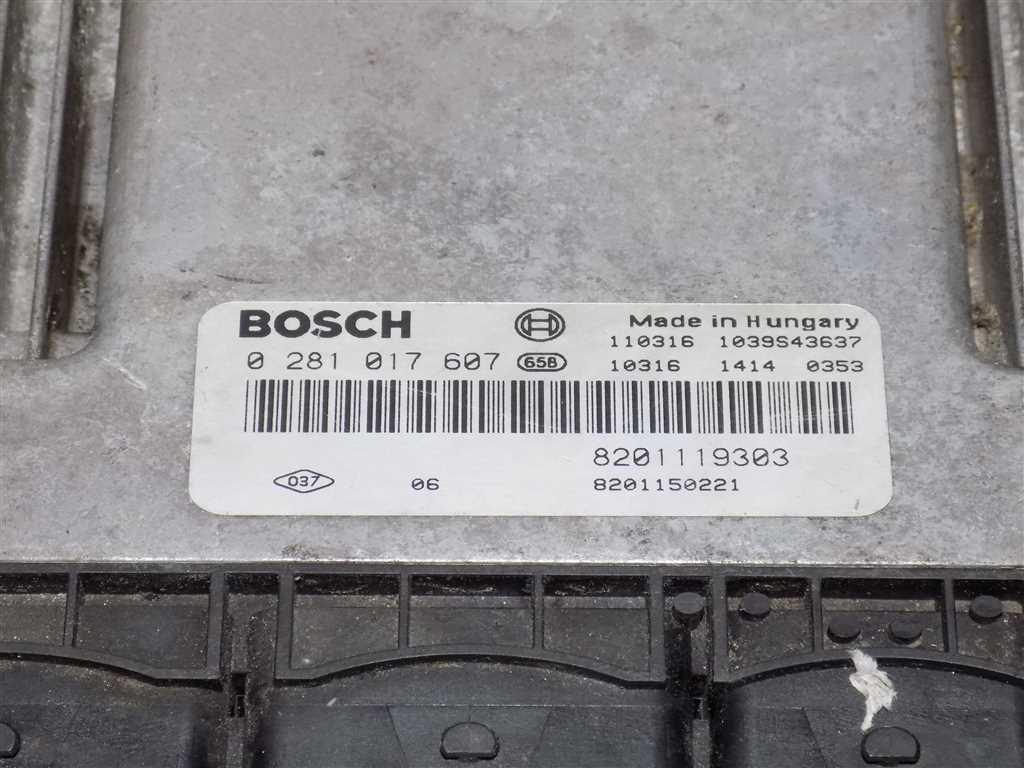 BOSCH
Made in Hungary
110316 1039S43637
0 281 017 607 658
10316 1414 0353
8201119303
037 06 8201150221